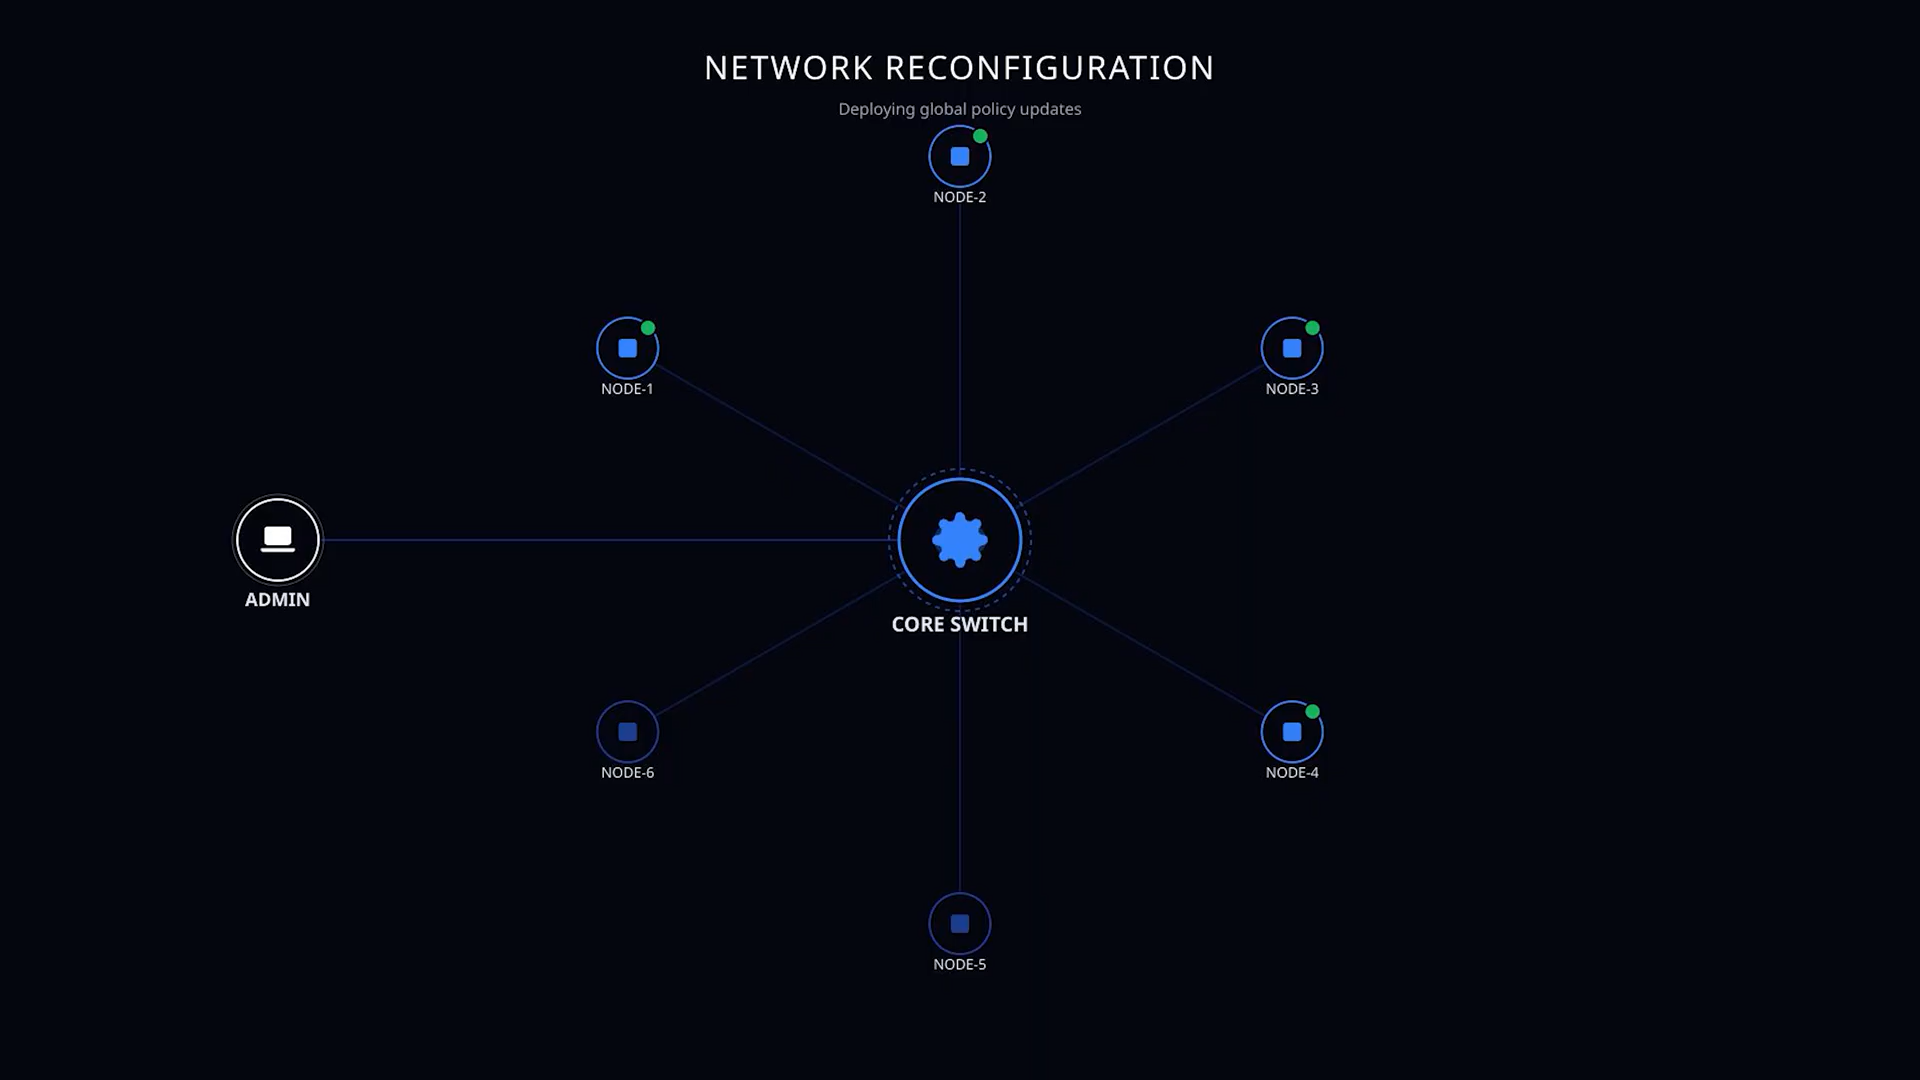 NETWORK RECONFIGURATION
Deploying global policy updates
NODE-2
NODE-1
NODE-3
ADMIN
CORE SWITCH
NODE-6
NODE-4
NODE-5